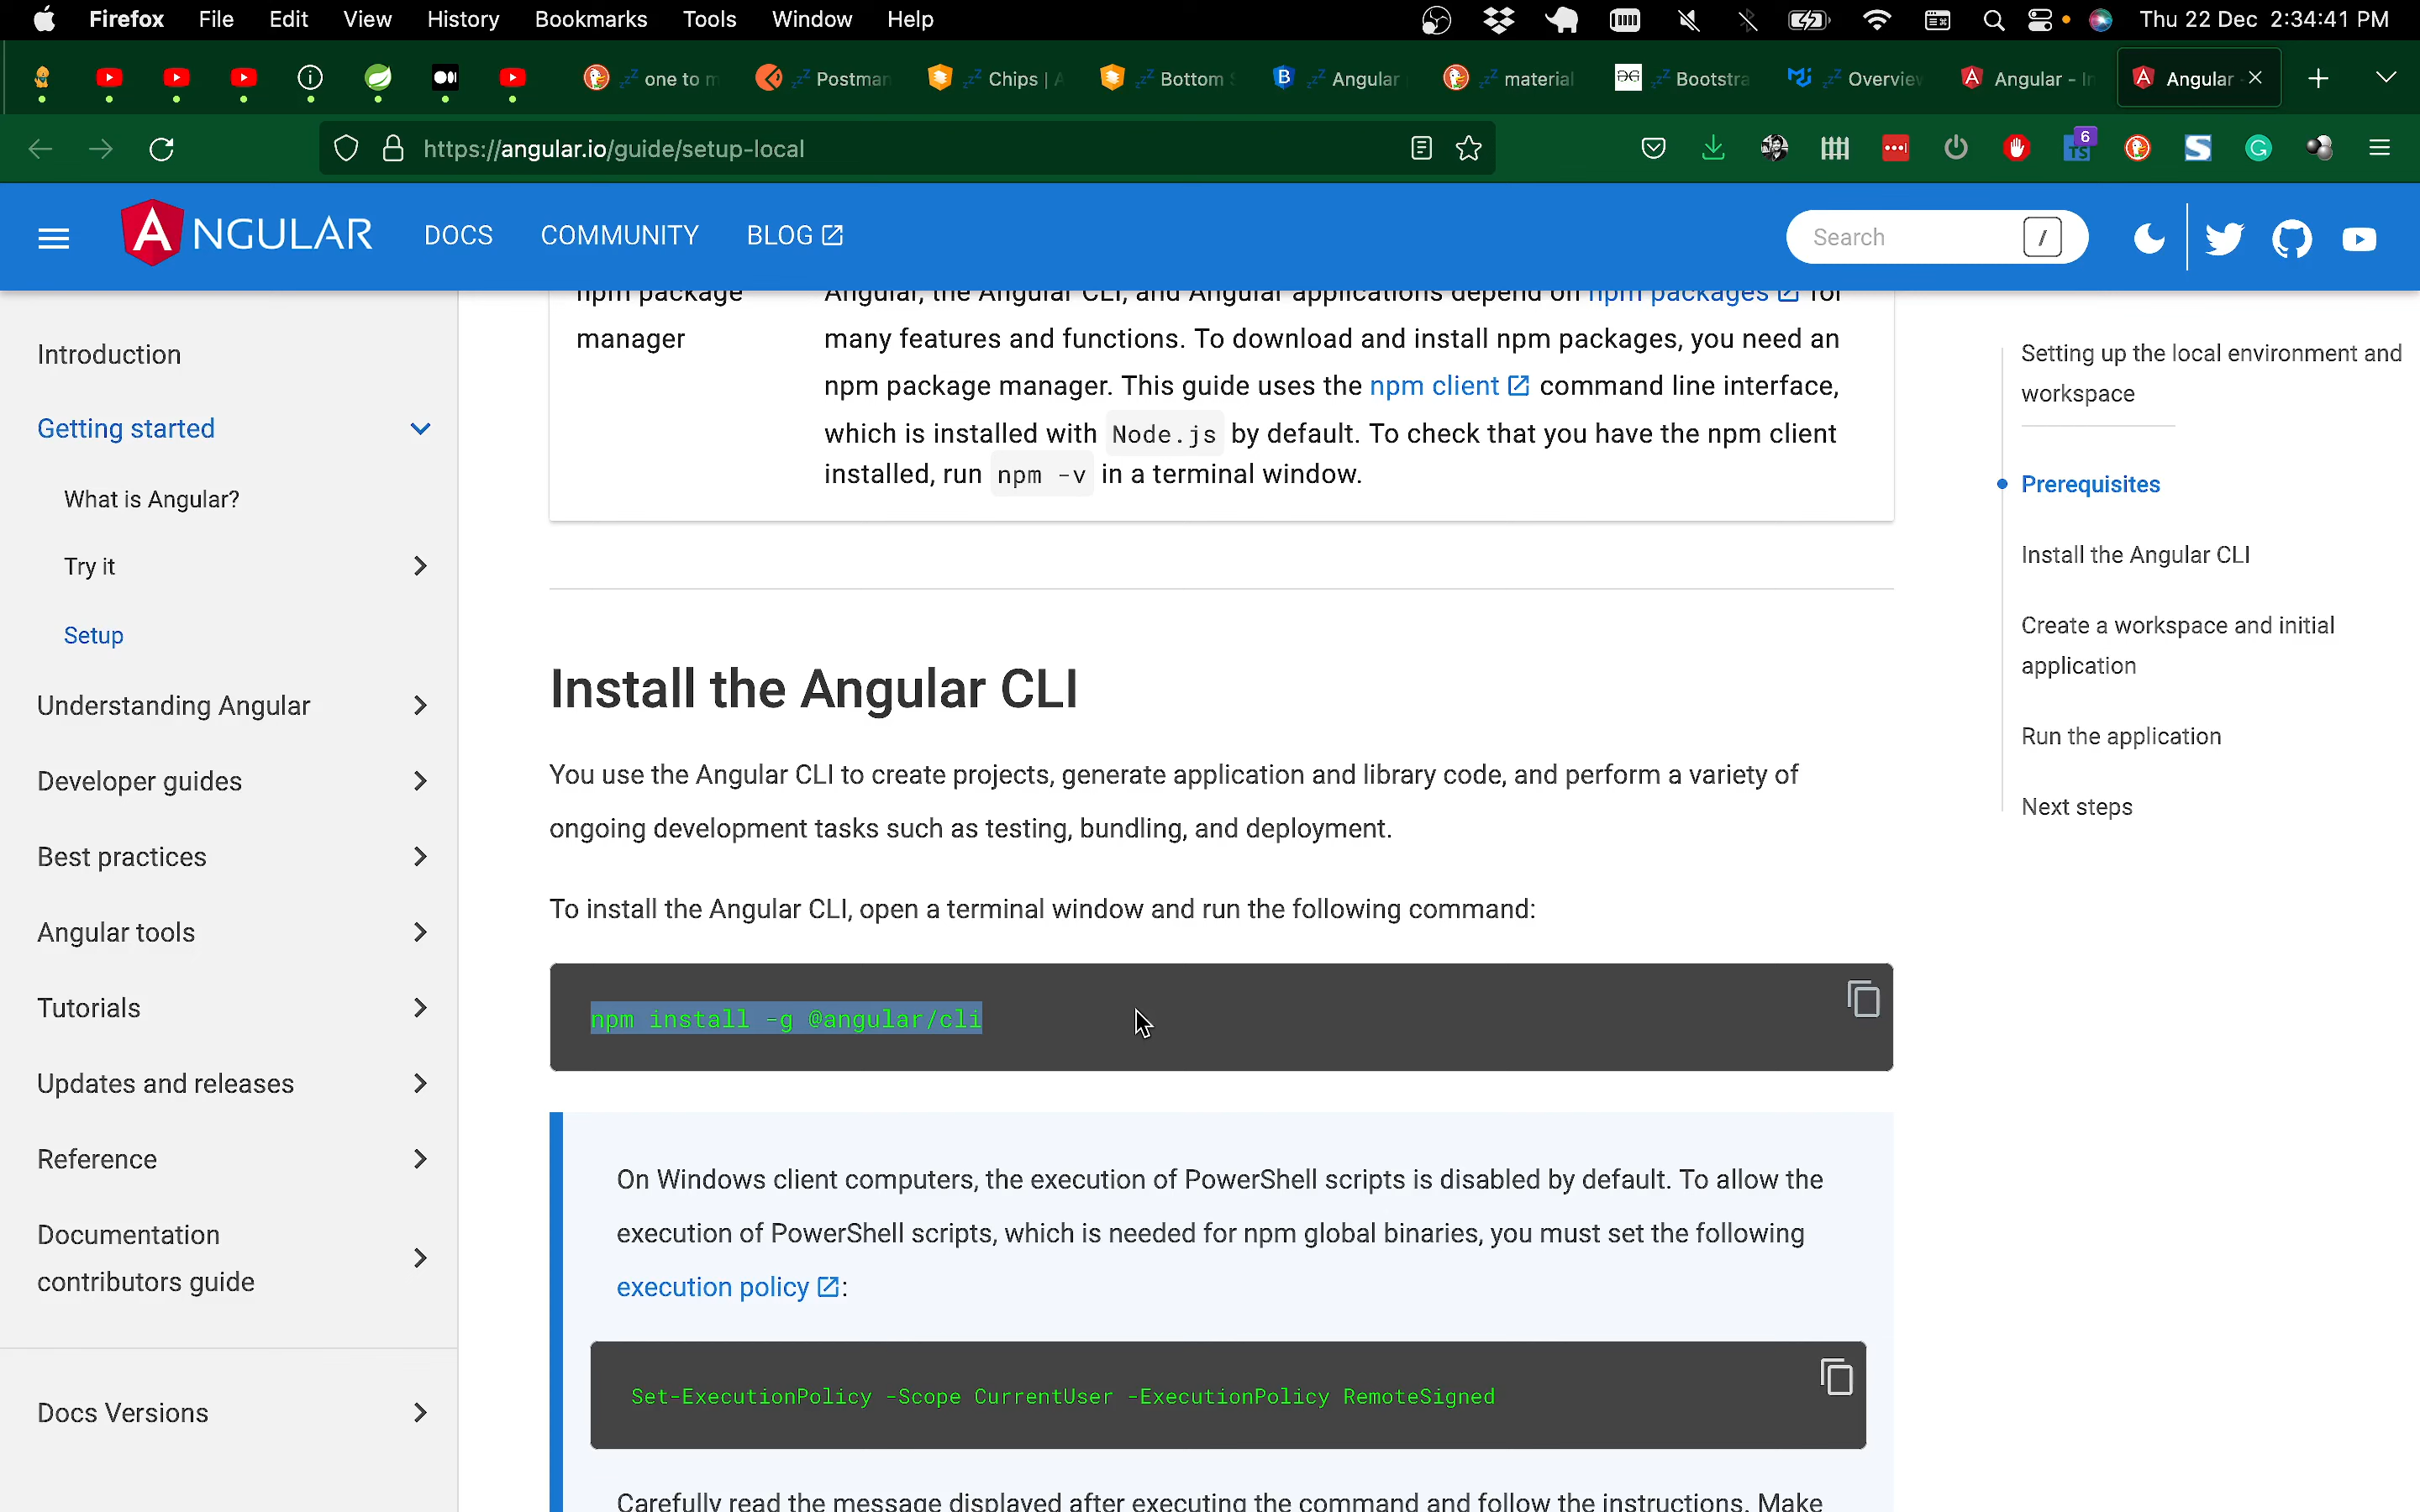 Firefox File Edit View History Bookmarks Tools Window Help Thu 22 Dec 2:34:41 PM
one to m Postman Chips | A Bottom S Angular material Bootstra Overview Angular - In Angular
https://angular.io/guide/setup-local 6
ANGULAR DOCS COMMUNITY BLOG Search /
Introduction
Getting started
What is Angular?
Try it
Setup
Understanding Angular
Developer guides
Best practices
Angular tools
Tutorials
Updates and releases
Reference
Documentation
contributors guide
Docs Versions
npm package
manager
Angular, the Angular CLI, and Angular applications depend on npm packages for
many features and functions. To download and install npm packages, you need an
npm package manager. This guide uses the npm client command line interface,
which is installed with Node.js by default. To check that you have the npm client
installed, run npm -v in a terminal window.
Install the Angular CLI
You use the Angular CLI to create projects, generate application and library code, and perform a variety of
ongoing development tasks such as testing, bundling, and deployment.
To install the Angular CLI, open a terminal window and run the following command:
npm install -g @angular/cli
On Windows client computers, the execution of PowerShell scripts is disabled by default. To allow the
execution of PowerShell scripts, which is needed for npm global binaries, you must set the following
execution policy :
Set-ExecutionPolicy -Scope CurrentUser -ExecutionPolicy RemoteSigned
Carefully read the message displayed after executing the command and follow the instructions. Make
Setting up the local environment and
workspace
Prerequisites
Install the Angular CLI
Create a workspace and initial
application
Run the application
Next steps